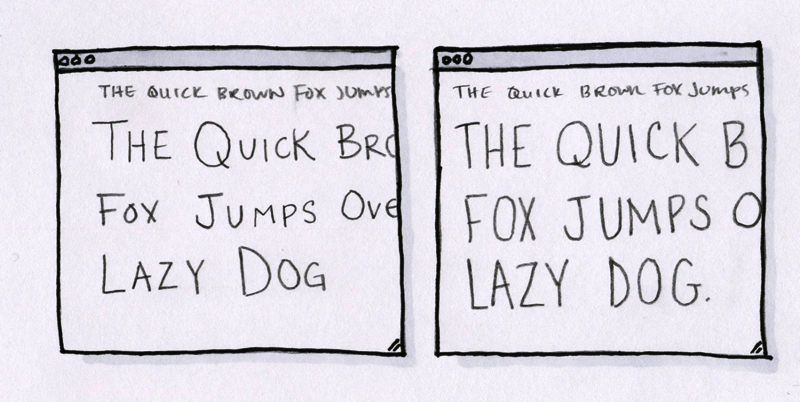 THE QUICK BROWN FOX JUMPS
THE QUICK BRO
FOX JUMPS OVE
LAZY DOG
THE QUICK BROWN FOX JUMPS
THE QUICK B
FOX JUMPS O
LAZY DOG.